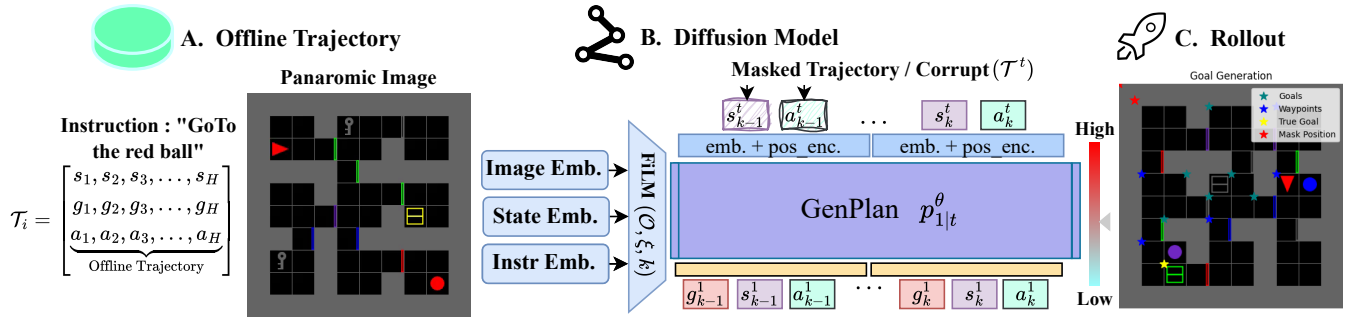 A. Offline Trajectory
Panaromic Image
Instruction : "GoTo
the red ball"
𝒯ᵢ = [s₁, s₂, s₃, . . . , s_H
g₁, g₂, g₃, . . . , g_H
a₁, a₂, a₃, . . . , a_H]
Offline Trajectory
B. Diffusion Model
Masked Trajectory / Corrupt (𝒯ᵗ)
s^t_{k−1} a^t_{k−1} . . . s^t_k a^t_k
emb. + pos_enc. emb. + pos_enc.
Image Emb.
State Emb.
Instr Emb.
FiLM (𝒪, ξ, k)
GenPlan p^θ_{1|t}
g^1_{k−1} s^1_{k−1} a^1_{k−1} . . . g^1_k s^1_k a^1_k
High
Low
C. Rollout
Goal Generation
Goals
Waypoints
True Goal
Mask Position